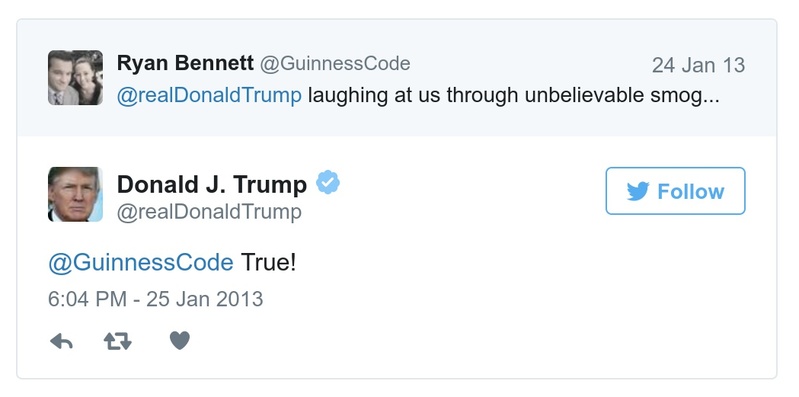 Ryan Bennett @GuinnessCode 24 Jan 13
@realDonaldTrump laughing at us through unbelievable smog...
Donald J. Trump
@realDonaldTrump
Follow
@GuinnessCode True!
6:04 PM - 25 Jan 2013